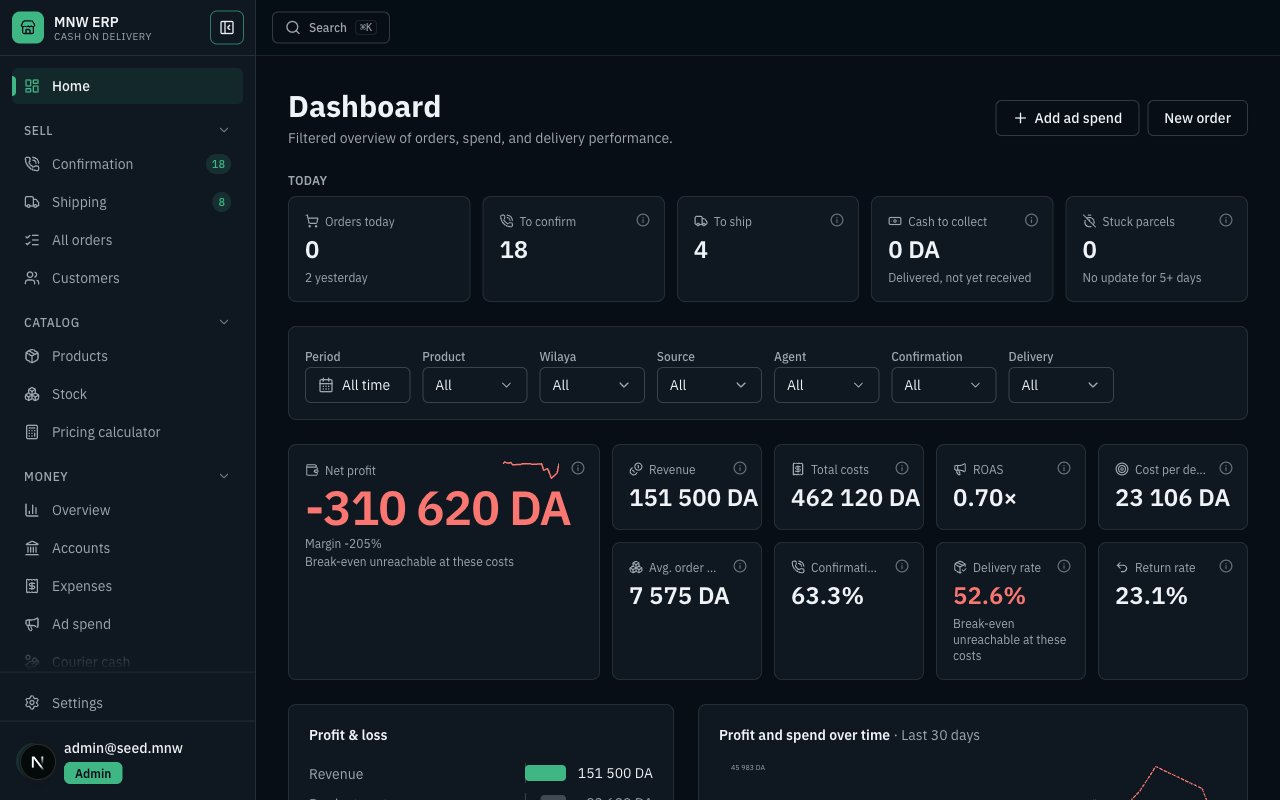 MNW ERP
CASH ON DELIVERY
Search ⌘K
Home
SELL
Confirmation 18
Shipping 8
All orders
Customers
CATALOG
Products
Stock
Pricing calculator
MONEY
Overview
Accounts
Expenses
Ad spend
Courier cash
Settings
N
admin@seed.mnw
Admin
Dashboard
Filtered overview of orders, spend, and delivery performance.
Add ad spend
New order
TODAY
Orders today
0
2 yesterday
To confirm
18
To ship
4
Cash to collect
0 DA
Delivered, not yet received
Stuck parcels
0
No update for 5+ days
Period
All time
Product
All
Wilaya
All
Source
All
Agent
All
Confirmation
All
Delivery
All
Net profit
-310 620 DA
Margin -205%
Break-even unreachable at these costs
Revenue
151 500 DA
Total costs
462 120 DA
ROAS
0.70×
Cost per de...
23 106 DA
Avg. order ...
7 575 DA
Confirmati...
63.3%
Delivery rate
52.6%
Break-even
unreachable at these
costs
Return rate
23.1%
Profit & loss
Revenue 151 500 DA
Profit and spend over time · Last 30 days
45 983 DA